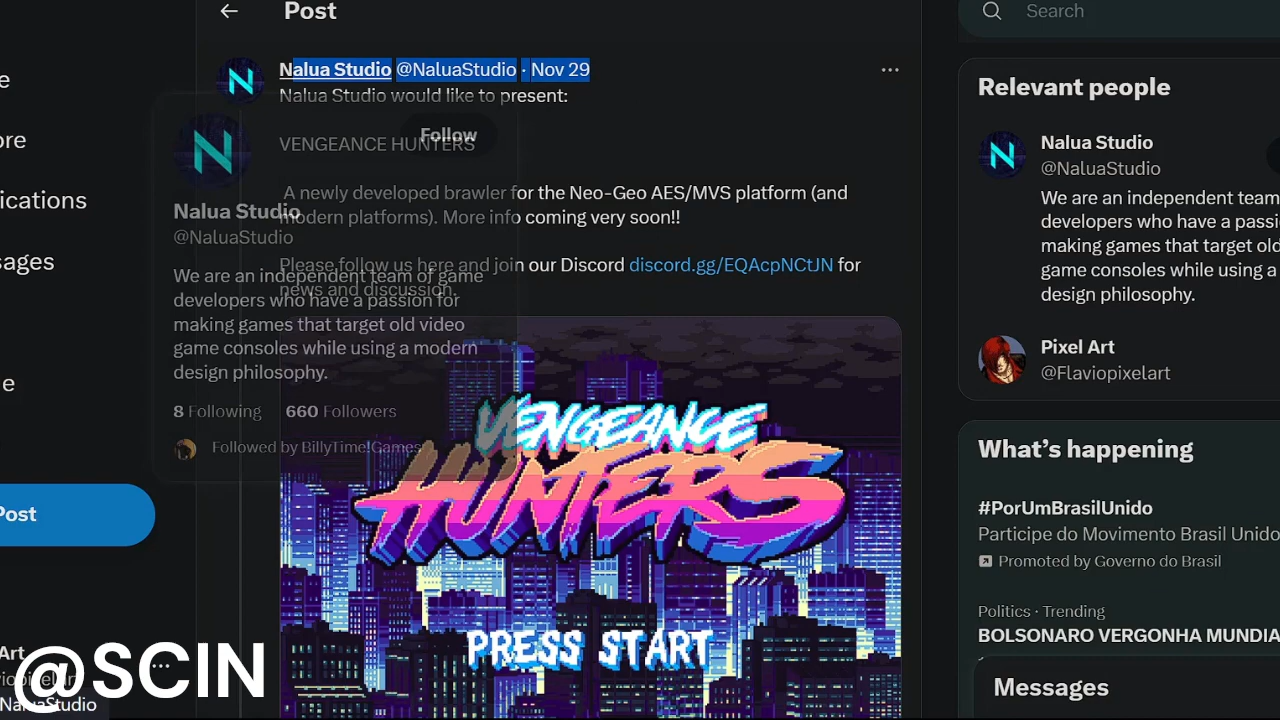 Post
Search
Nalua Studio @NaluaStudio · Nov 29
Nalua Studio would like to present:
VENGEANCE HUNTERS
A newly developed brawler for the Neo-Geo AES/MVS platform (and
modern platforms). More info coming very soon!!
Please follow us here and join our Discord discord.gg/EQAcpNCtJN for
news and discussion.
Follow
Nalua Studio
@NaluaStudio
We are an independent team of game
developers who have a passion for
making games that target old video
game consoles while using a modern
design philosophy.
8 Following 660 Followers
Followed by BillyTime!Games
VENGEANCE
HUNTERS
PRESS START
ore
ications
sages
e
Post
Art
@SCIN
NaluaStudio
Relevant people
Nalua Studio
@NaluaStudio
We are an independent team
developers who have a passi
making games that target old
game consoles while using a
design philosophy.
Pixel Art
@Flaviopixelart
What's happening
#PorUmBrasilUnido
Participe do Movimento Brasil Unido
Promoted by Governo do Brasil
Politics · Trending
BOLSONARO VERGONHA MUNDIA
Messages